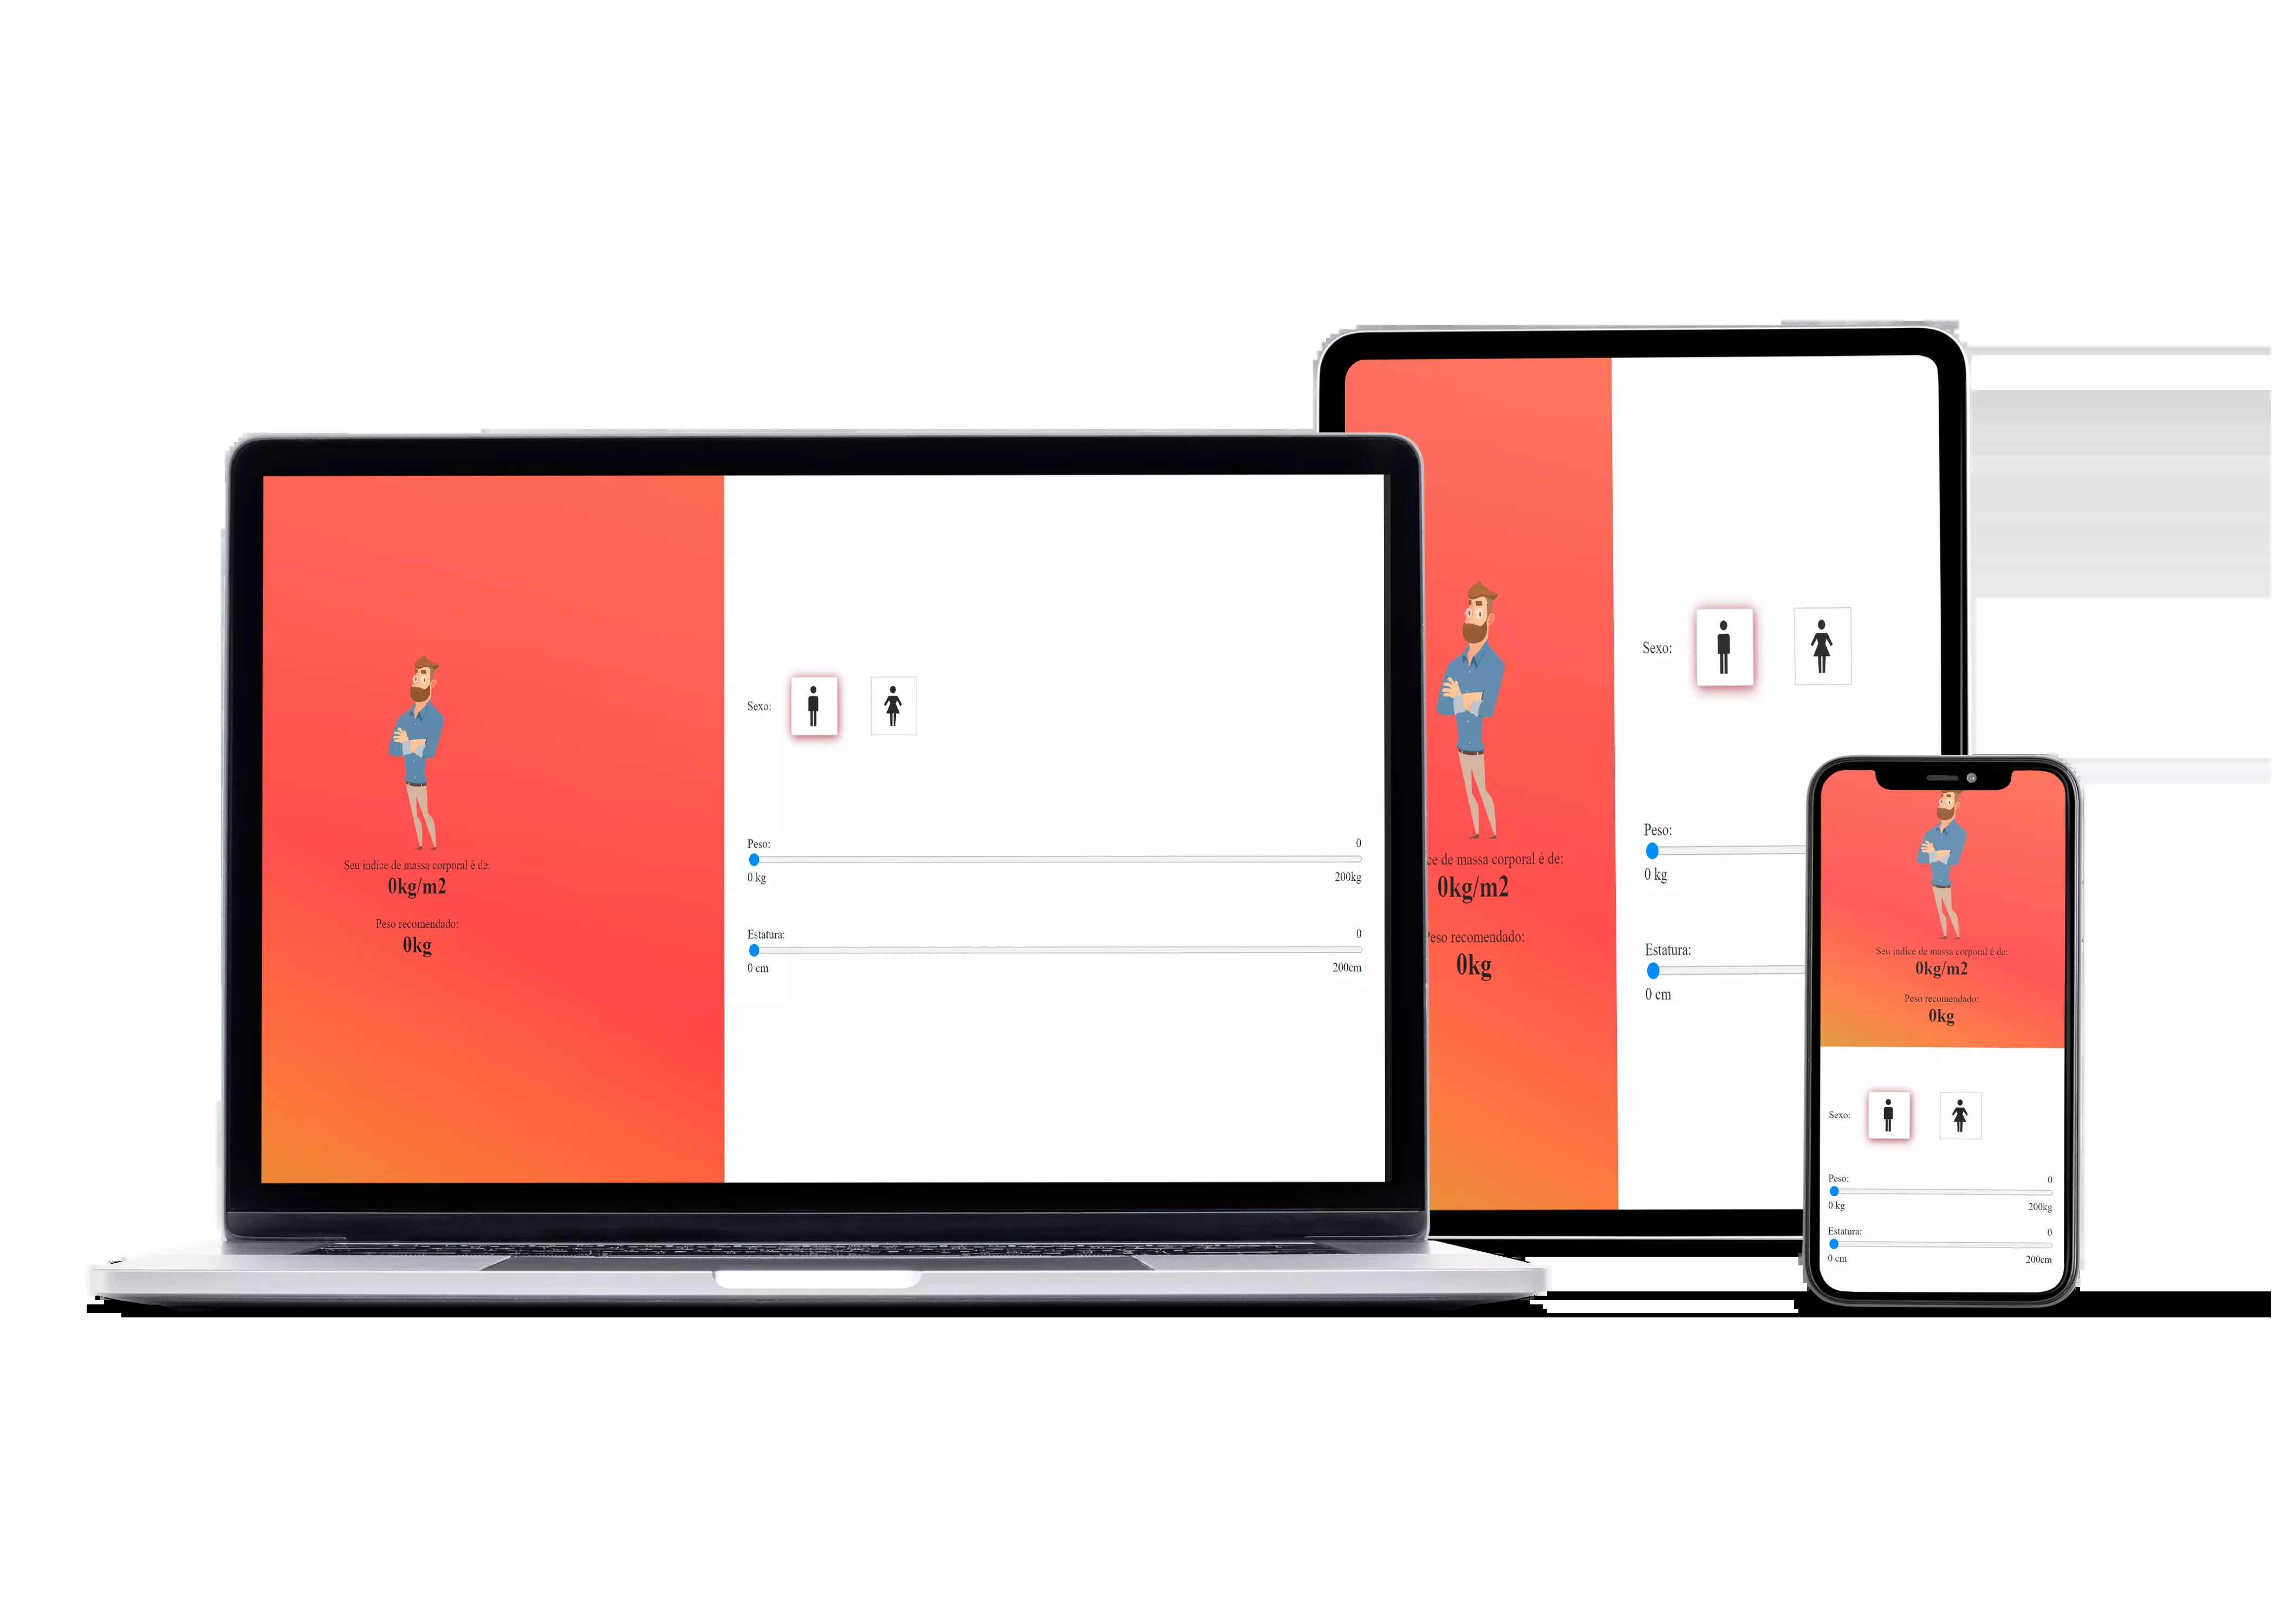 Sexo:
Peso:
0
0 kg
200kg
Estatura:
0
0 cm
200cm
Seu indice de massa corporal é de:
0kg/m2
Peso recomendado:
0kg
Sexo:
Peso:
0 kg
Estatura:
0 cm
de massa corporal é de:
0kg/m2
recomendado:
0kg
Seu indice de massa corporal é de:
0kg/m2
Peso recomendado:
0kg
Sexo:
Peso:
0
0 kg
200kg
Estatura:
0
0 cm
200cm